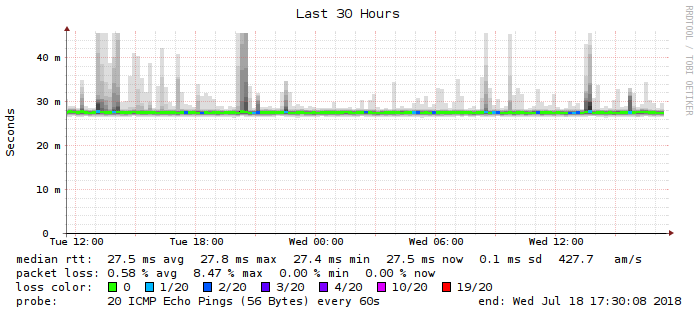 Last 30 Hours
RRDTOOL / TOBI OETIKER
Seconds
40 m
30 m
20 m
10 m
0
Tue 12:00 Tue 18:00 Wed 00:00 Wed 06:00 Wed 12:00
median rtt: 27.5 ms avg 27.8 ms max 27.4 ms min 27.5 ms now 0.1 ms sd 427.7 am/s
packet loss: 0.58 % avg 8.47 % max 0.00 % min 0.00 % now
loss color: 0 1/20 2/20 3/20 4/20 10/20 19/20
probe: 20 ICMP Echo Pings (56 Bytes) every 60s end: Wed Jul 18 17:30:08 2018